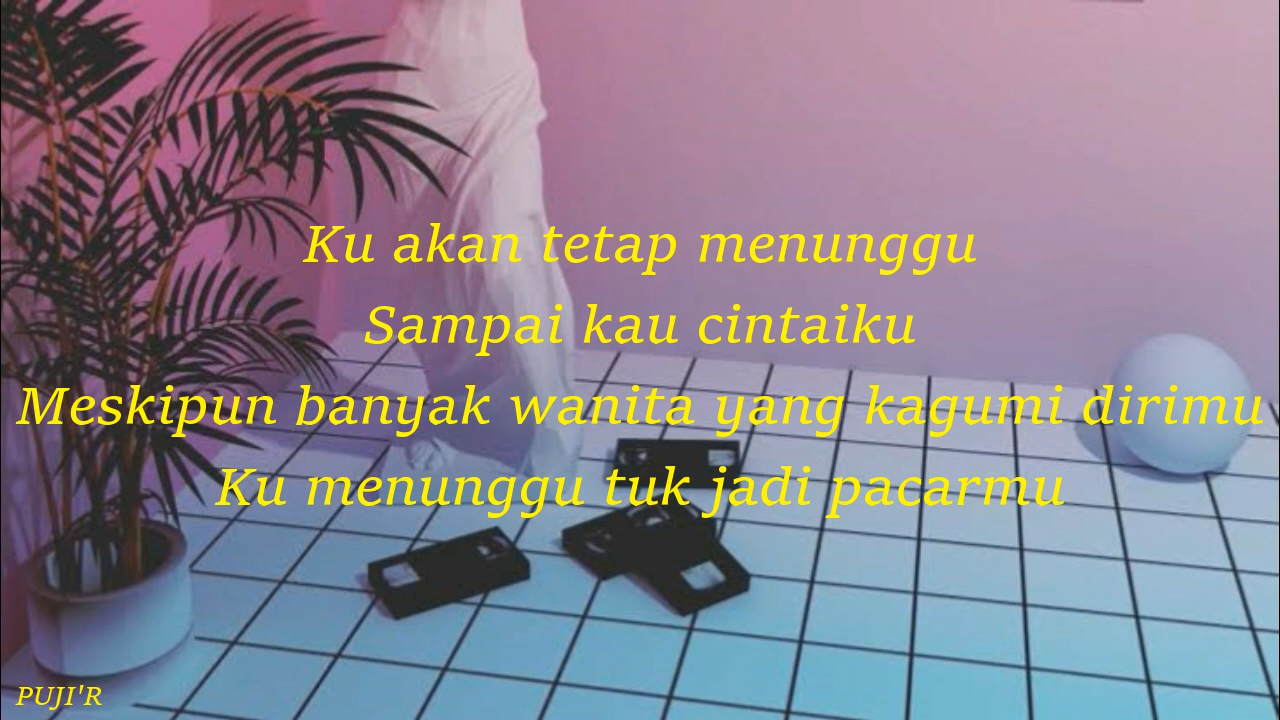 Ku akan tetap menunggu
Sampai kau cintaiku
Meskipun banyak wanita yang kagumi dirimu
Ku menunggu tuk jadi pacarmu
PUJI'R